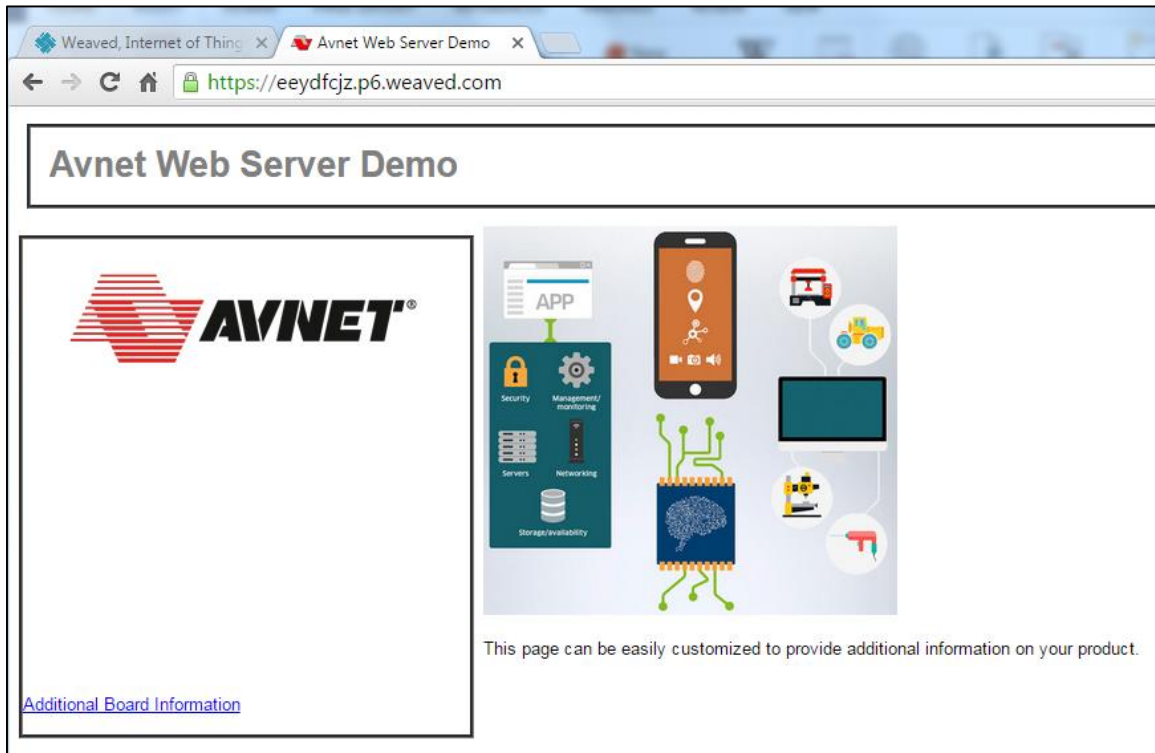 Weaved, Internet of Thing
Avnet Web Server Demo
https://eeydfcjz.p6.weaved.com
Avnet Web Server Demo
AVNET®
APP
Security
Management/
monitoring
Servers
Networking
Storage/availability
This page can be easily customized to provide additional information on your product.
Additional Board Information